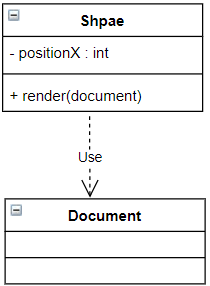 Shpae
- positionX : int
+ render(document)
Use
Document